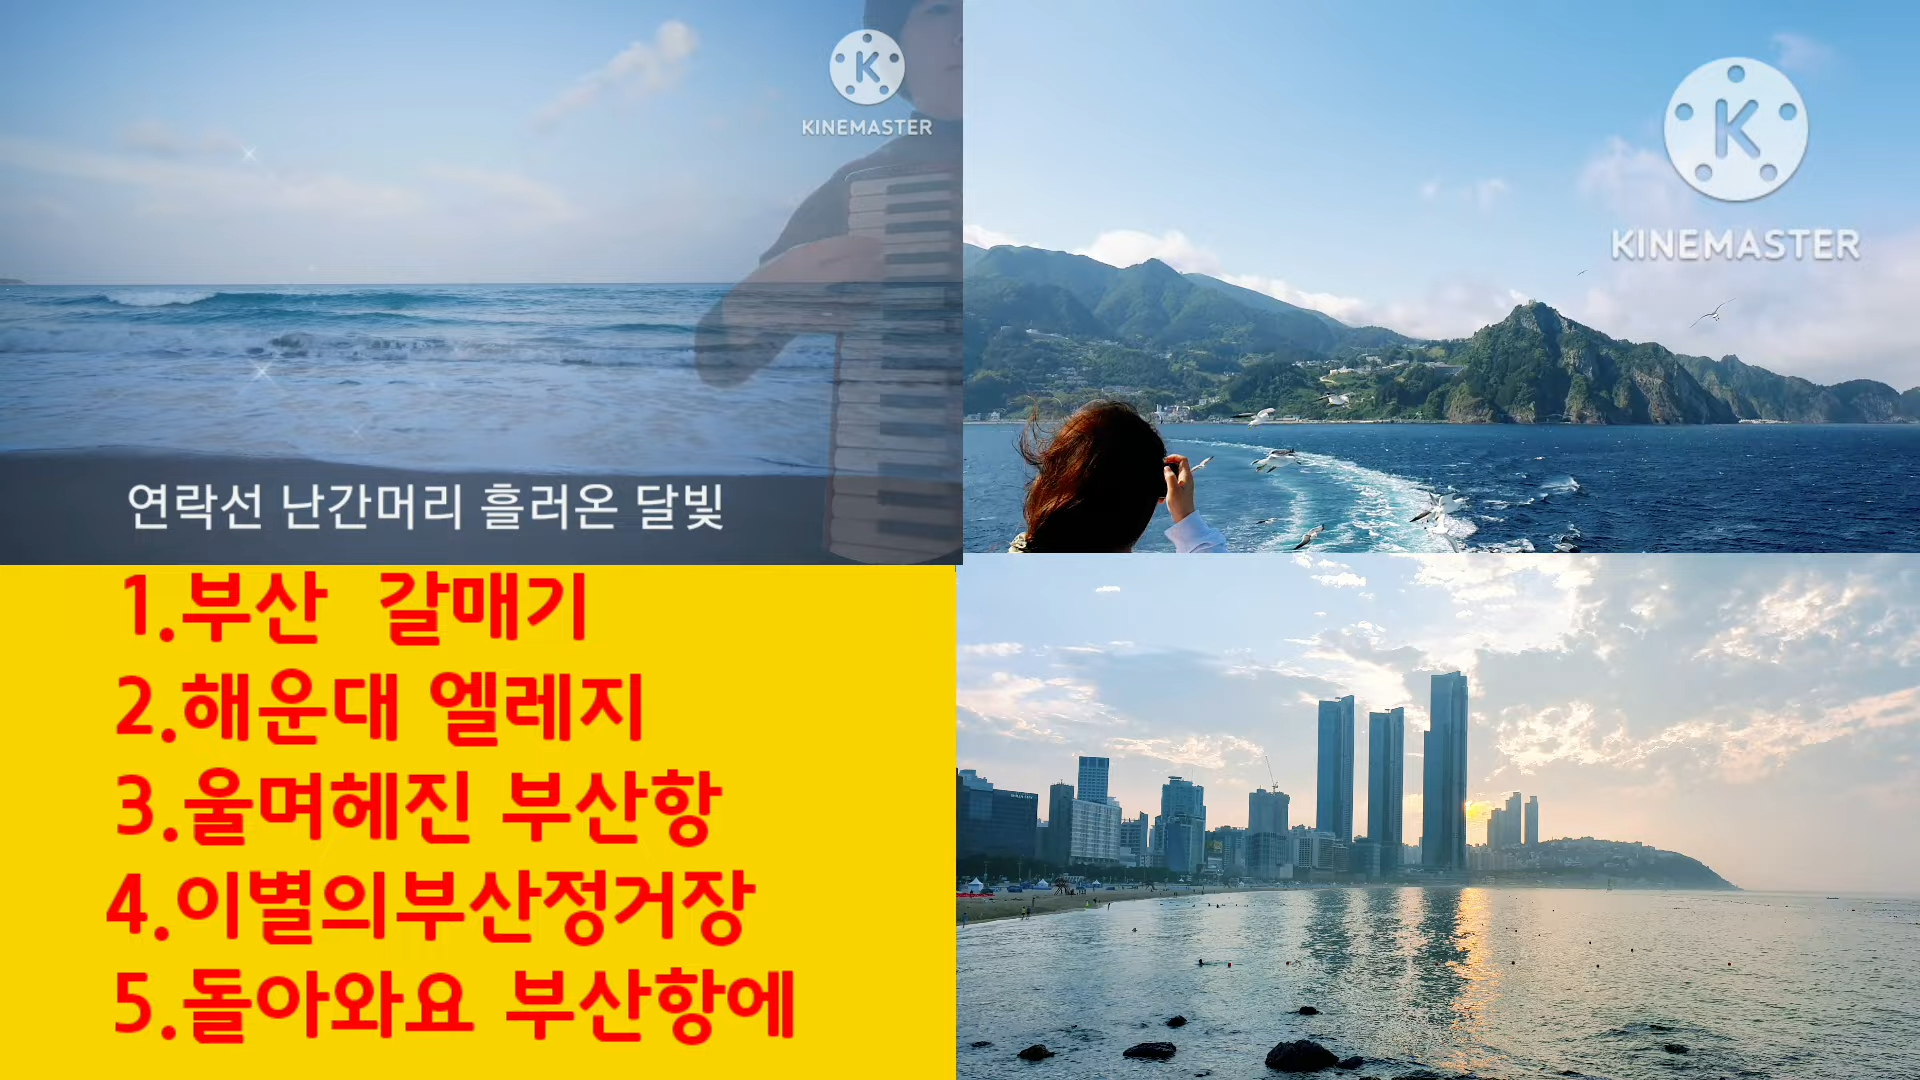 K
KINEMASTER
K
KINEMASTER
연락선 난간머리 흘러온 달빛
1.부산 갈매기
2.해운대 엘레지
3.울며헤진 부산항
4.이별의부산정거장
5.돌아와요 부산항에